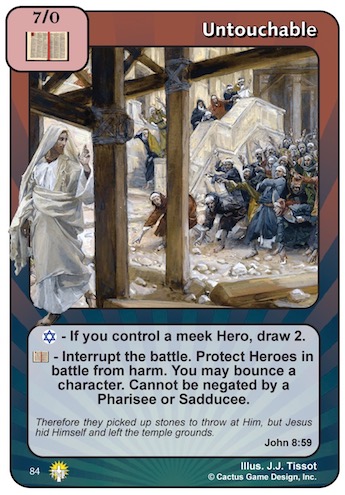 7/0
Untouchable
- If you control a meek Hero, draw 2.
- Interrupt the battle. Protect Heroes in
battle from harm. You may bounce a
character. Cannot be negated by a
Pharisee or Sadducee.
Therefore they picked up stones to throw at Him, but Jesus
hid Himself and left the temple grounds.
John 8:59
84
Illus. J.J. Tissot
© Cactus Game Design, Inc.